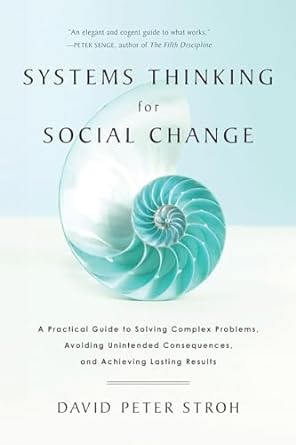 "An elegant and cogent guide to what works."
—PETER SENGE, author of The Fifth Discipline
SYSTEMS THINKING
for
SOCIAL CHANGE
A Practical Guide to Solving Complex Problems,
Avoiding Unintended Consequences,
and Achieving Lasting Results
DAVID PETER STROH